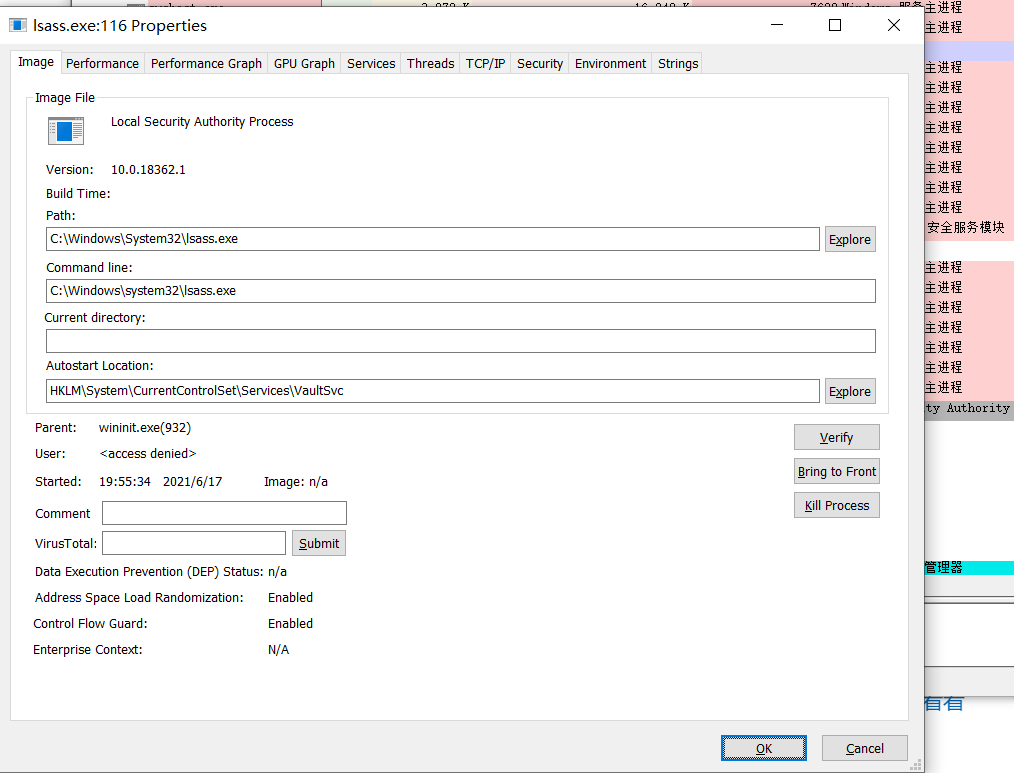 lsass.exe:116 Properties
Image Performance Performance Graph GPU Graph Services Threads TCP/IP Security Environment Strings
Image File
Local Security Authority Process
Version: 10.0.18362.1
Build Time:
Path:
C:\Windows\System32\lsass.exe Explore
Command line:
C:\Windows\system32\lsass.exe
Current directory:
Autostart Location:
HKLM\System\CurrentControlSet\Services\VaultSvc Explore
Parent: wininit.exe(932)
User: <access denied>
Started: 19:55:34 2021/6/17 Image: n/a
Comment
VirusTotal: Submit
Data Execution Prevention (DEP) Status: n/a
Address Space Load Randomization: Enabled
Control Flow Guard: Enabled
Enterprise Context: N/A
Verify
Bring to Front
Kill Process
OK Cancel
主进程
主进程
主进程
主进程
主进程
主进程
主进程
主进程
主进程
主进程
安全服务模块
主进程
主进程
主进程
主进程
主进程
主进程
主进程
ty Authority
管理器
看看